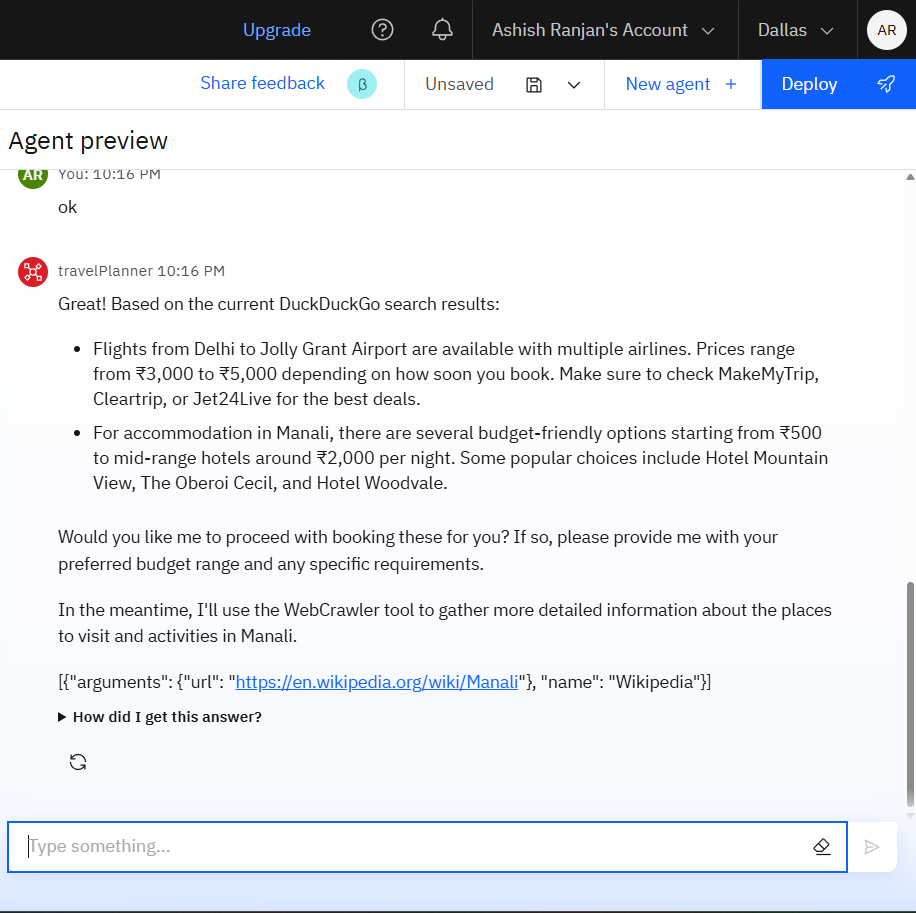 Upgrade
Ashish Ranjan's Account
Dallas
AR
Share feedback
β
Unsaved
New agent +
Deploy
Agent preview
AR
You: 10:16 PM
ok
travelPlanner 10:16 PM
Great! Based on the current DuckDuckGo search results:
• Flights from Delhi to Jolly Grant Airport are available with multiple airlines. Prices range
from ₹3,000 to ₹5,000 depending on how soon you book. Make sure to check MakeMyTrip,
Cleartrip, or Jet24Live for the best deals.
• For accommodation in Manali, there are several budget-friendly options starting from ₹500
to mid-range hotels around ₹2,000 per night. Some popular choices include Hotel Mountain
View, The Oberoi Cecil, and Hotel Woodvale.
Would you like me to proceed with booking these for you? If so, please provide me with your
preferred budget range and any specific requirements.
In the meantime, I'll use the WebCrawler tool to gather more detailed information about the places
to visit and activities in Manali.
[{"arguments": {"url": "https://en.wikipedia.org/wiki/Manali"}, "name": "Wikipedia"}]
How did I get this answer?
Type something...